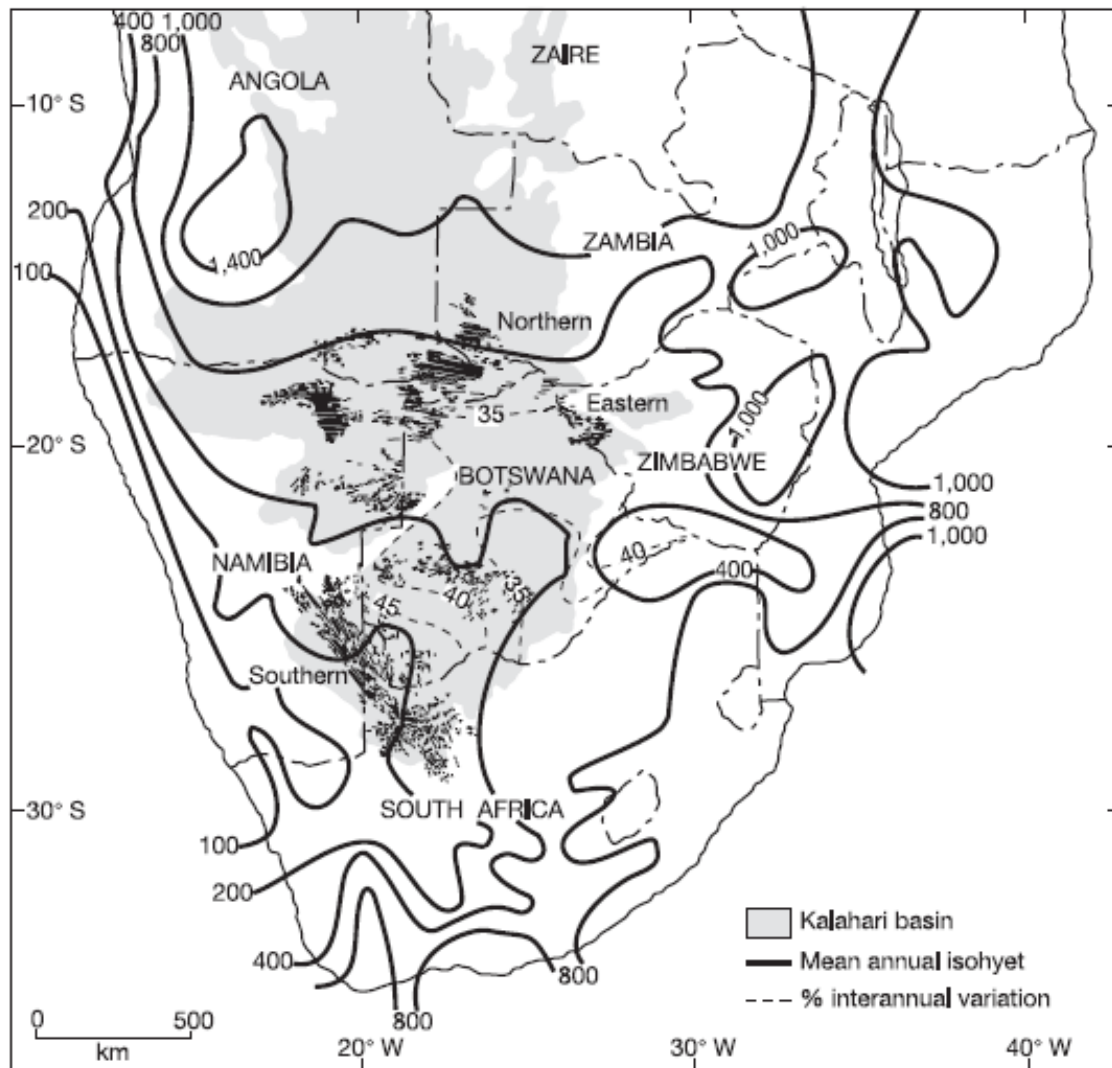 400 1,000
800
ZAIRE
ANGOLA
10° S
200
100
1,400
ZAMBIA
1,000
Northern
35
Eastern
1,000
20° S
BOTSWANA
ZIMBABWE
1,000
800
1,000
NAMIBIA
40
400
35
40
45
Southern
30° S
SOUTH AFRICA
100
200
400
800
800
Kalahari basin
Mean annual isohyet
% interannual variation
0 500
km
20° W
30° W
40° W